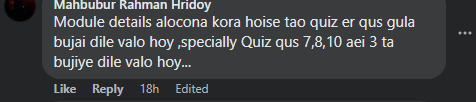 Mahbubur Rahman Hridoy
Module details alocona kora hoise tao quiz er qus gula
bujai dile valo hoy ,specially Quiz qus 7,8,10 aei 3 ta
bujiye dile valo hoy...
Like Reply 18h Edited